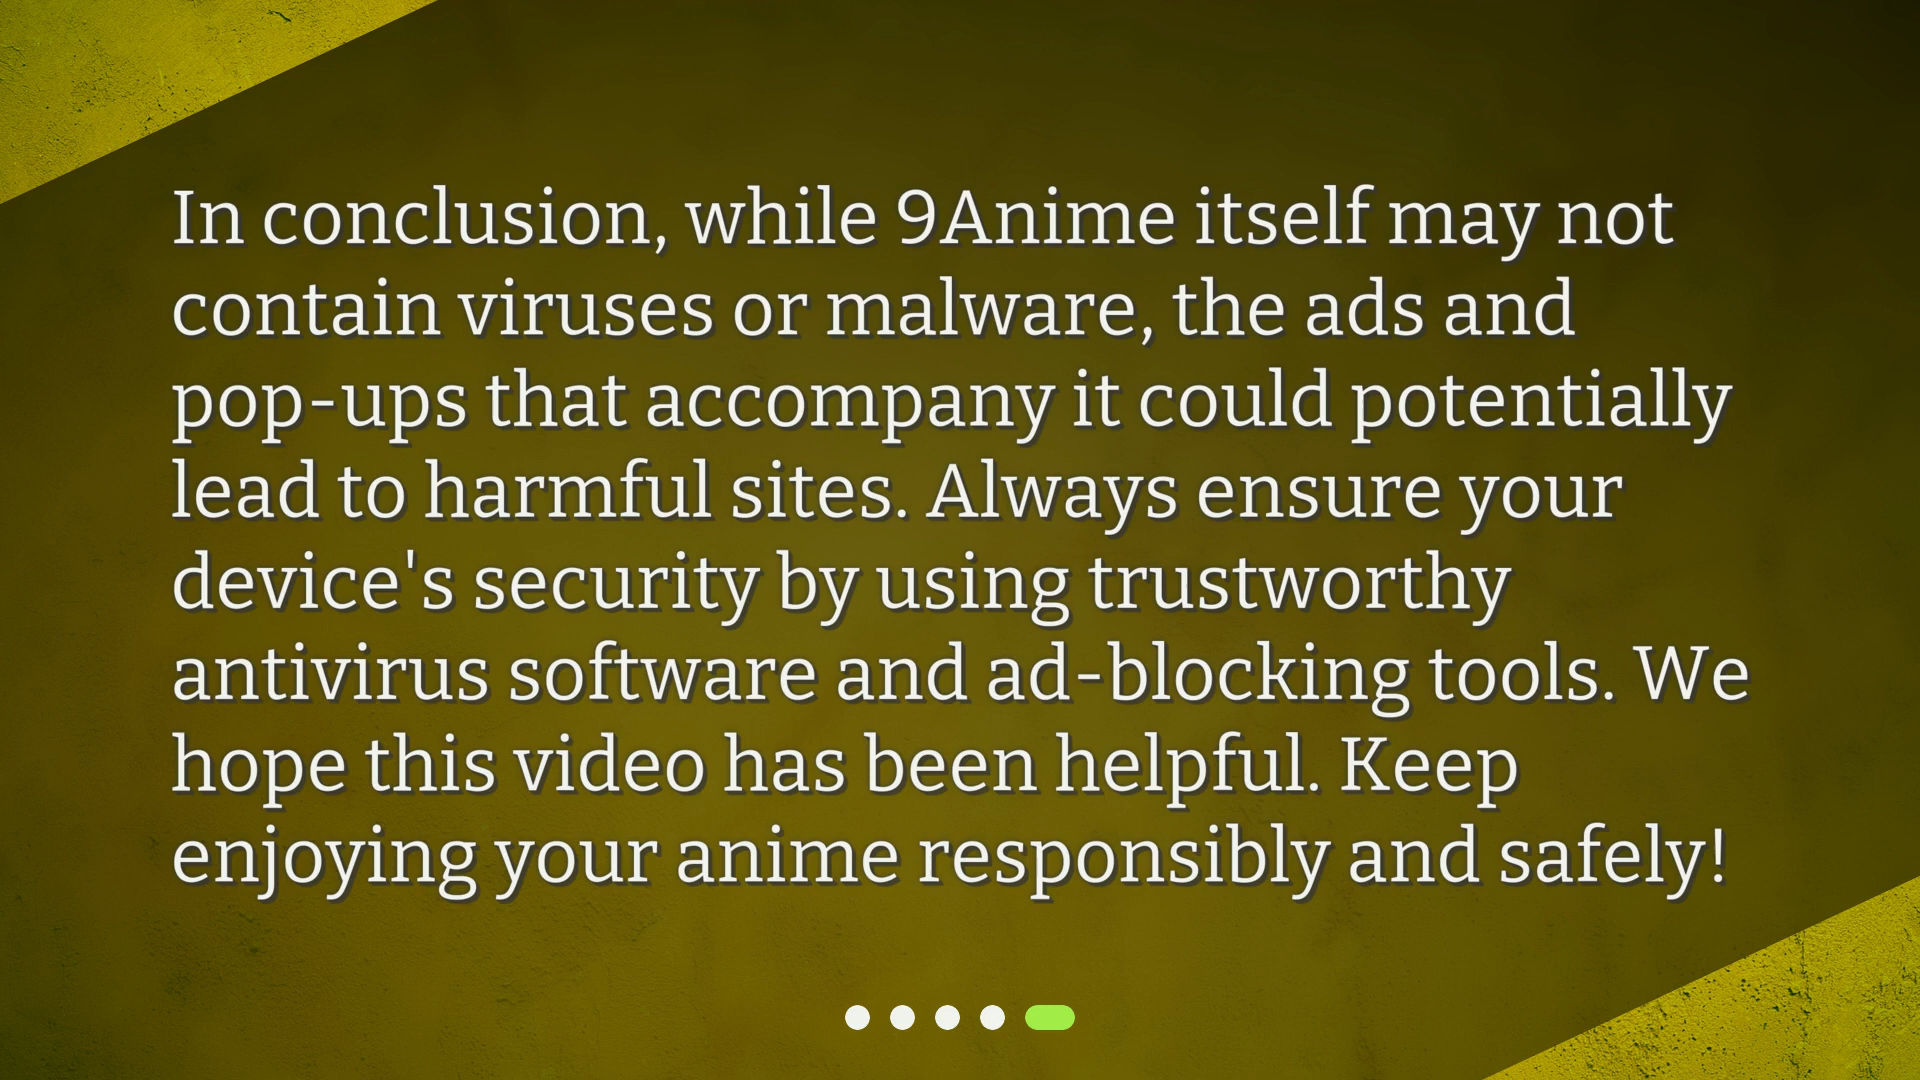 In conclusion, while 9Anime itself may not
contain viruses or malware, the ads and
pop-ups that accompany it could potentially
lead to harmful sites. Always ensure your
device's security by using trustworthy
antivirus software and ad-blocking tools. We
hope this video has been helpful. Keep
enjoying your anime responsibly and safely!